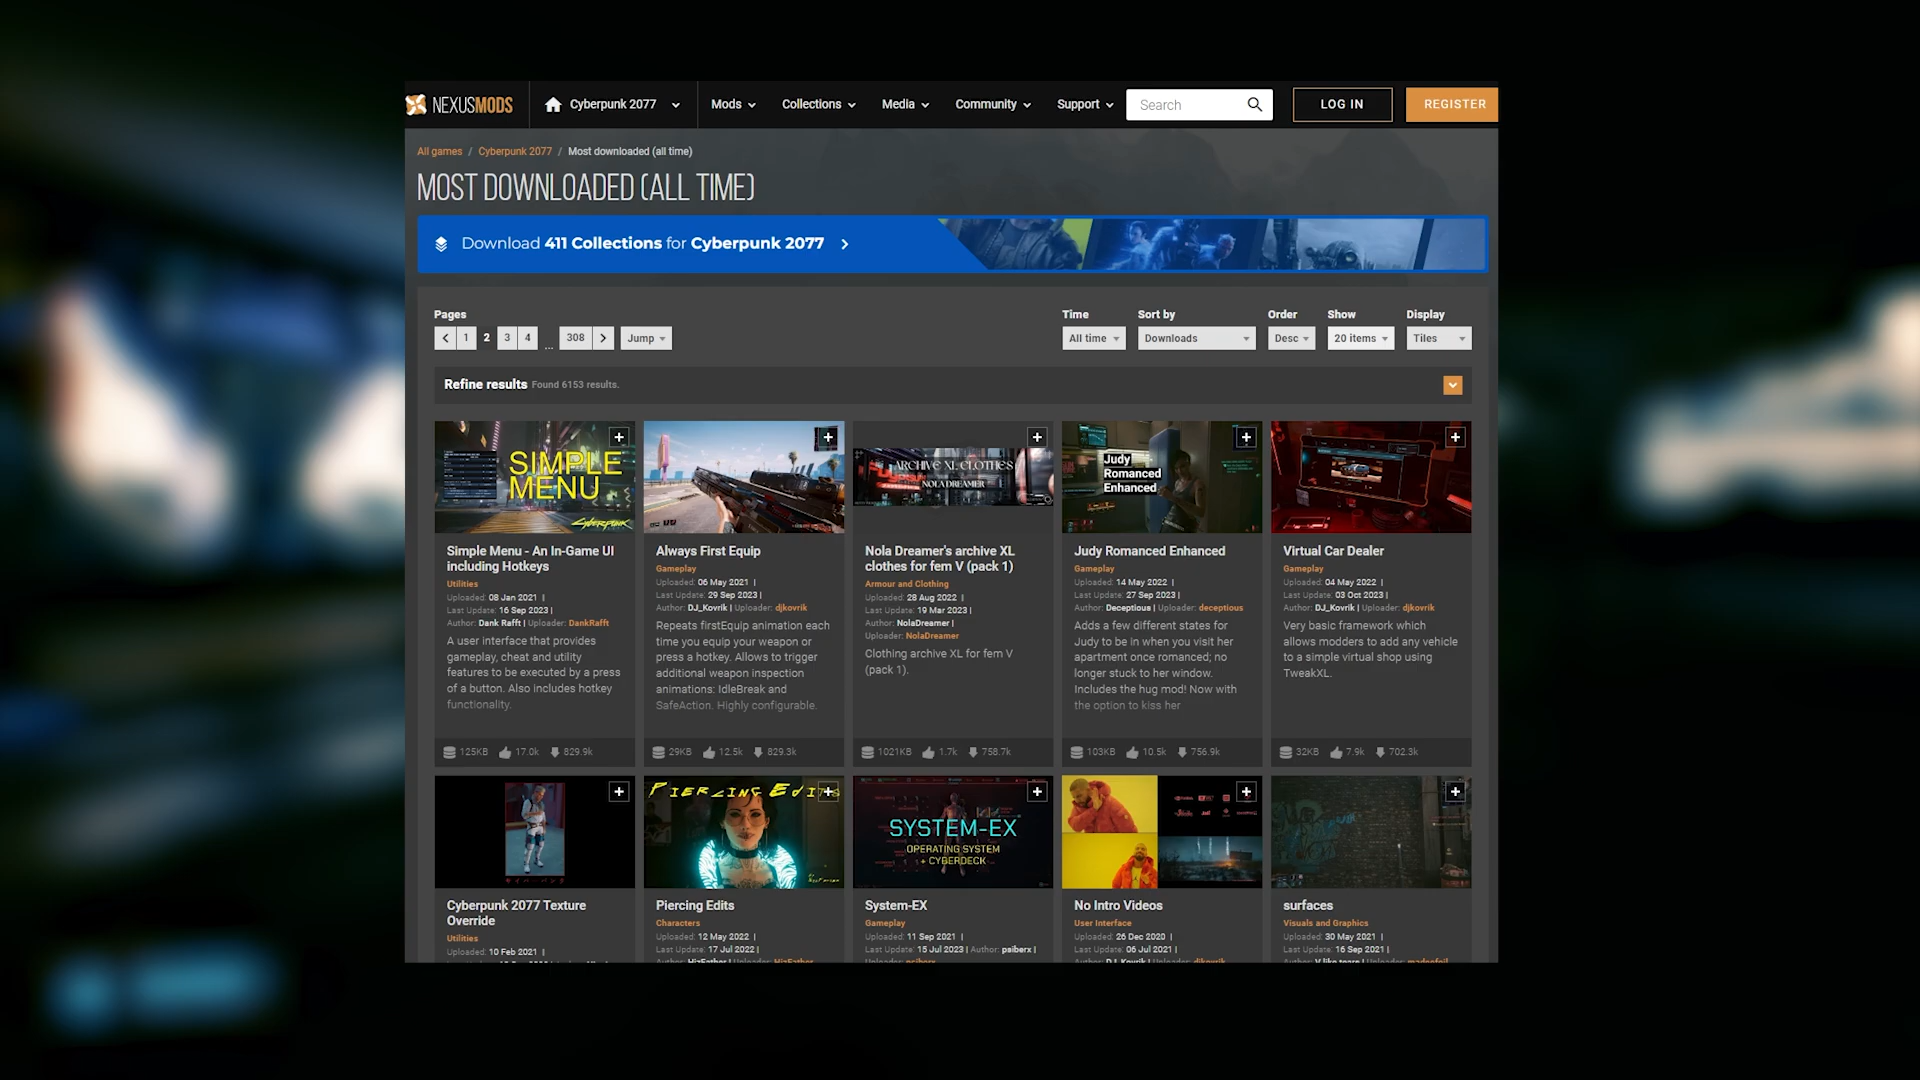 NEXUSMODS
Cyberpunk 2077
Mods
Collections
Media
Community
Support
Search
LOG IN
REGISTER
All games / Cyberpunk 2077 / Most downloaded (all time)
MOST DOWNLOADED (ALL TIME)
Download 411 Collections for Cyberpunk 2077
Pages
1 2 3 4 ... 308 Jump
Time
All time
Sort by
Downloads
Order
Desc
Show
20 items
Display
Tiles
Refine results Found 6153 results.
SIMPLE
MENU
CYBERPUNK
Simple Menu - An In-Game UI
including Hotkeys
Utilities
Uploaded: 08 Jan 2021 |
Last Update: 16 Sep 2023 |
Author: Dank Rafft | Uploader: DankRafft
A user interface that provides
gameplay, cheat and utility
features to be executed by a press
of a button. Also includes hotkey
functionality.
125KB 17.0k 829.9k
Always First Equip
Gameplay
Uploaded: 06 May 2021 |
Last Update: 29 Sep 2023 |
Author: DJ_Kovrik | Uploader: djkovrik
Repeats firstEquip animation each
time you equip your weapon or
press a hotkey. Allows to trigger
additional weapon inspection
animations: IdleBreak and
SafeAction. Highly configurable.
29KB 12.5k 829.3k
ARCHIVE XL CLOTHES
NOLA DREAMER
Nola Dreamer's archive XL
clothes for fem V (pack 1)
Armour and Clothing
Uploaded: 28 Aug 2022 |
Last Update: 19 Mar 2023 |
Author: NolaDreamer |
Uploader: NolaDreamer
Clothing archive XL for fem V
(pack 1).
1021KB 1.7k 758.7k
Judy
Romanced
Enhanced
Judy Romanced Enhanced
Gameplay
Uploaded: 14 May 2022 |
Last Update: 27 Sep 2023 |
Author: Deceptious | Uploader: deceptious
Adds a few different states for
Judy to be in when you visit her
apartment once romanced; no
longer stuck to her window.
Includes the hug mod! Now with
the option to kiss her
103KB 10.5k 756.9k
Virtual Car Dealer
Gameplay
Uploaded: 04 May 2022 |
Last Update: 03 Oct 2023 |
Author: DJ_Kovrik | Uploader: djkovrik
Very basic framework which
allows modders to add any vehicle
to a simple virtual shop using
TweakXL.
32KB 7.9k 702.3k
Cyberpunk 2077 Texture
Override
Utilities
Uploaded: 10 Feb 2021 |
PIERCING EDITS
Piercing Edits
Characters
Uploaded: 12 May 2022 |
Last Update: 17 Jul 2022 |
Author: HizFather | Uploader: HizFather
SYSTEM-EX
OPERATING SYSTEM
+ CYBERDECK
System-EX
Gameplay
Uploaded: 11 Sep 2021 |
Last Update: 15 Jul 2023 | Author: psiberx |
Uploader: psiberx
No Intro Videos
User Interface
Uploaded: 26 Dec 2020 |
Last Update: 06 Jul 2021 |
Author: DJ_Kovrik | Uploader: djkovrik
surfaces
Visuals and Graphics
Uploaded: 30 May 2021 |
Last Update: 16 Sep 2021 |